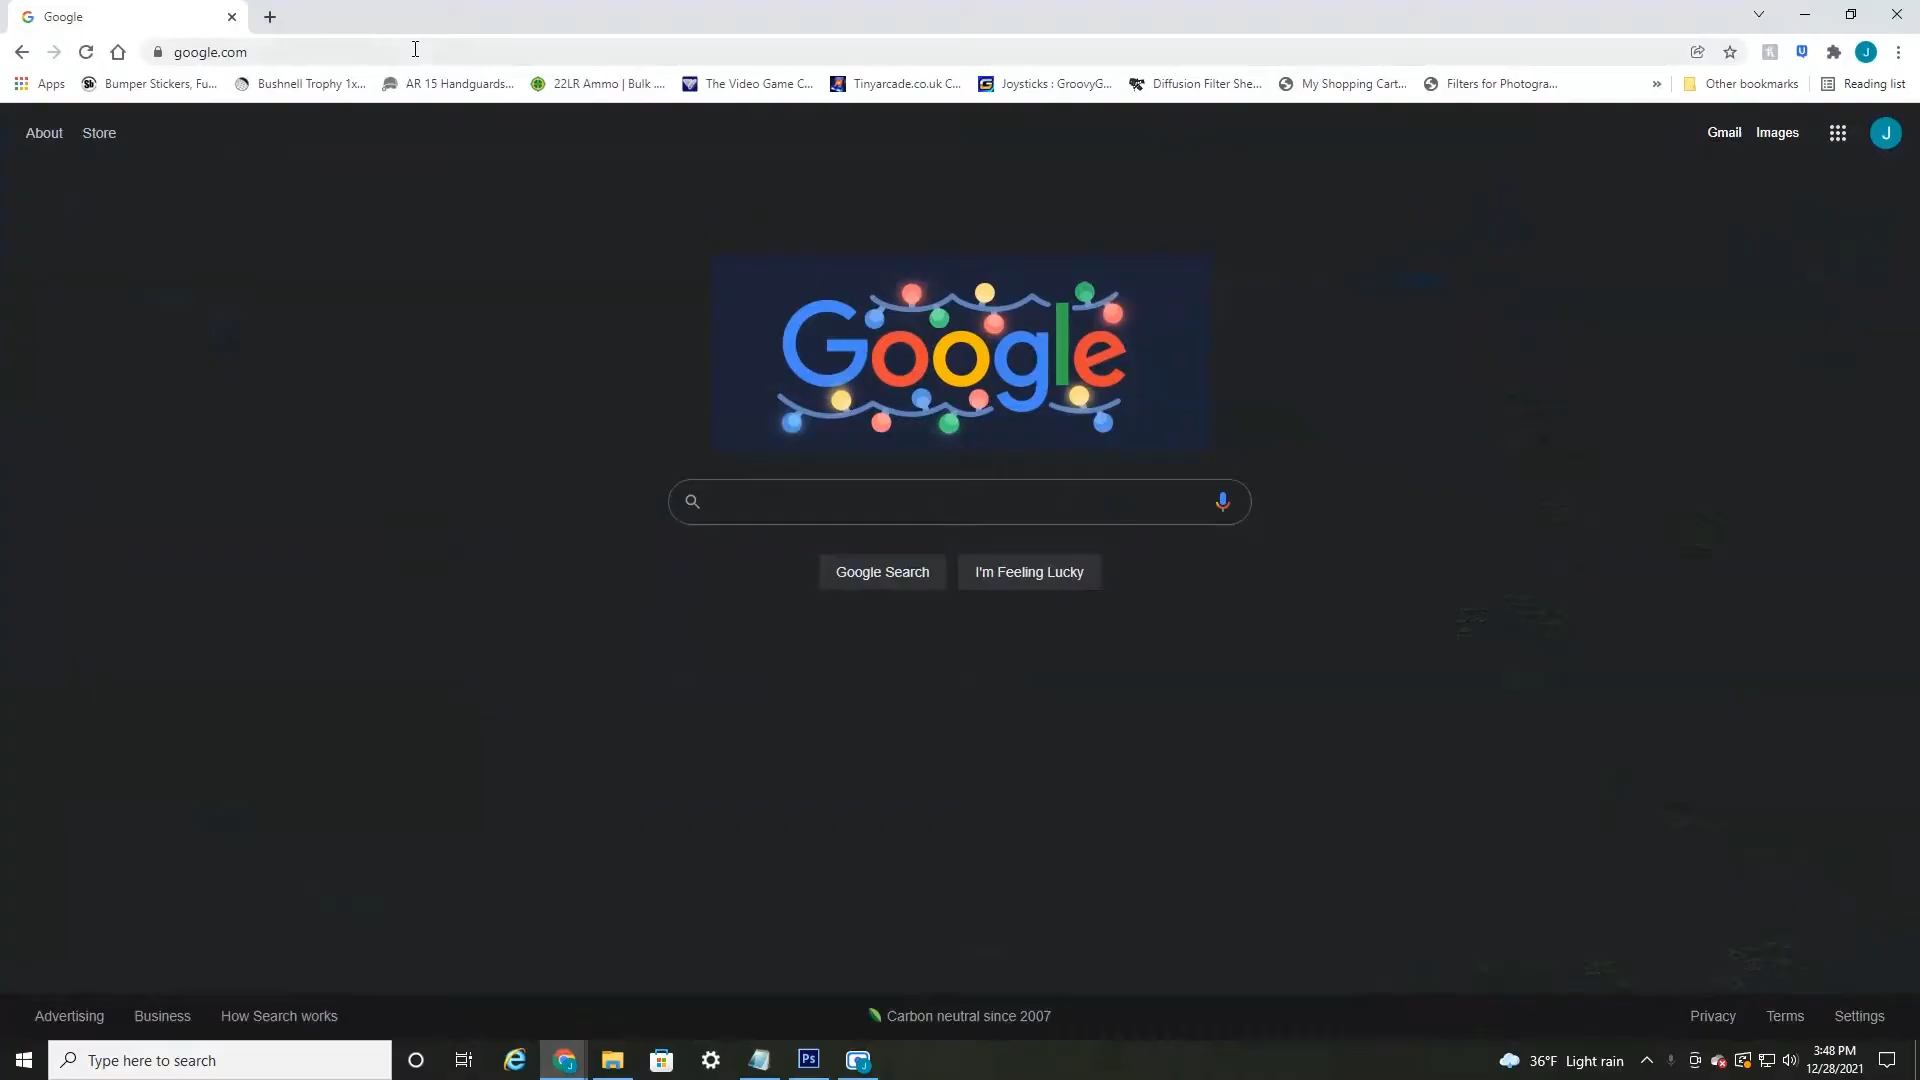 Google
google.com
Apps Sb Bumper Stickers, Fu... Bushnell Trophy 1x... AR 15 Handguards... 22LR Ammo | Bulk .... The Video Game C... Tinyarcade.co.uk C... Joysticks : GroovyG... Diffusion Filter She... My Shopping Cart... Filters for Photogra... » Other bookmarks Reading list
About Store Gmail Images J
Google
Google Search I'm Feeling Lucky
Advertising Business How Search works Carbon neutral since 2007 Privacy Terms Settings
Type here to search Ps 36°F Light rain 3:48 PM
12/28/2021